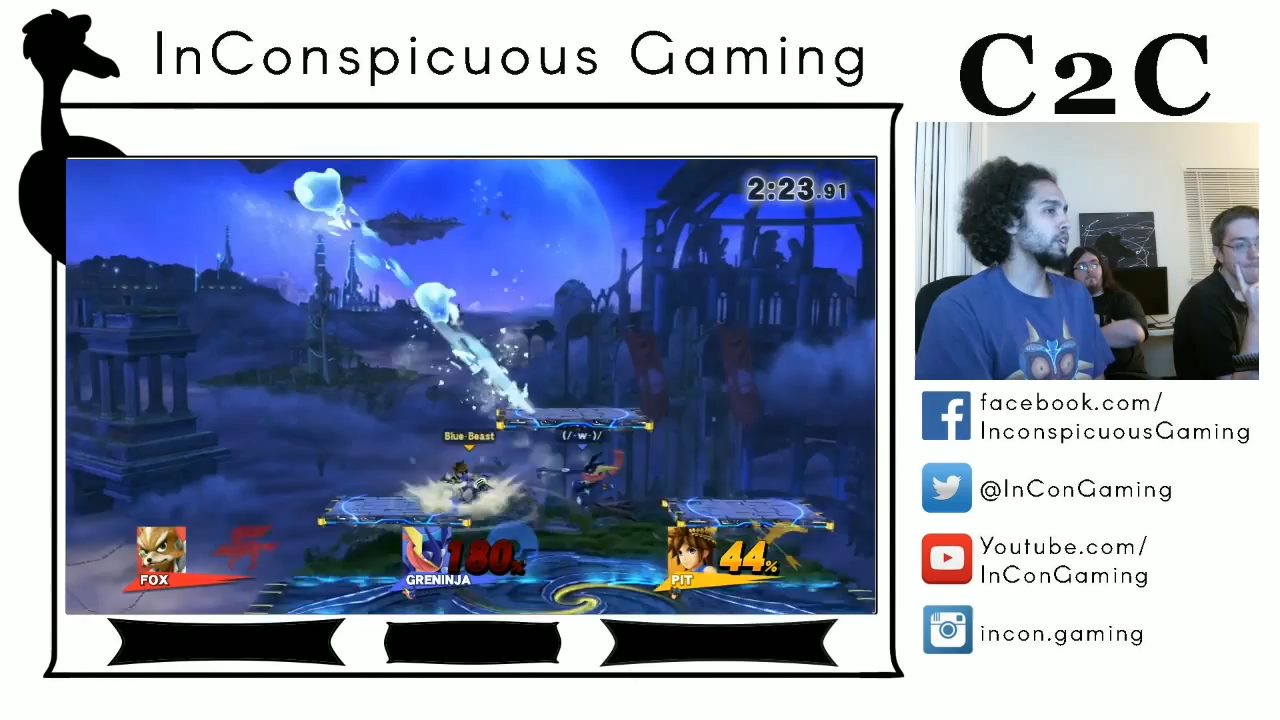 InConspicuous Gaming
C2C
2:23.91
Blue-Beast
(/-w-)/
FOX
180%
GRENINJA
44%
PIT
facebook.com/
InconspicuousGaming
@InConGaming
Youtube.com/
InConGaming
incon.gaming